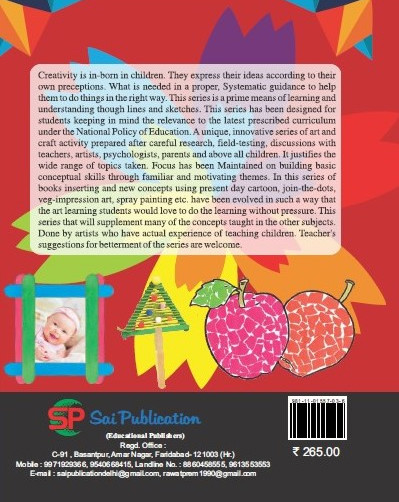 Creativity is in-born in children. They express their ideas according to their
own preceptions. What is needed in a proper, Systematic guidance to help
them to do things in the right way. This series is a prime means of learning and
understanding though lines and sketches. This series has been designed for
students keeping in mind the relevance to the latest prescribed curriculum
under the National Policy of Education. A unique, innovative series of art and
craft activity prepared after careful research, field-testing, discussions with
teachers, artists, psychologists, parents and above all children. It justifies the
wide range of topics taken. Focus has been Maintained on building basic
conceptual skills through familiar and motivating themes. In this series of
books inserting and new concepts using present day cartoon, join-the-dots,
veg-impression art, spray painting etc. have been evolved in such a way that
the art learning students would love to do the learning without pressure. This
series that will supplement many of the concepts taught in the other subjects.
Done by artists who have actual experience of teaching children. Teacher's
suggestions for betterment of the series are welcome.
SP Sai Publication
(Educational Publishers)
Regd. Office :
C-91 , Basantpur, Amar Nagar, Faridabad- 121003 (Hr.)
Mobile : 9971929366, 9540668415, Landline No. : 8860458555, 9613553553
E-mail : saipublicationdelhi@gmail.com, rawatprem1990@gmail.com
₹ 265.00